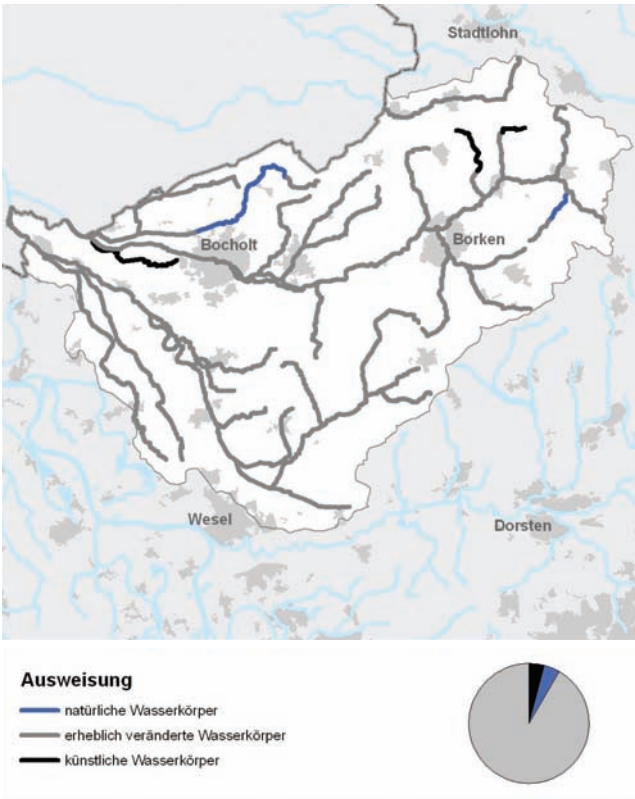 Stadtlohn
Bocholt
Borken
Wesel
Dorsten
Ausweisung
natürliche Wasserkörper
erheblich veränderte Wasserkörper
künstliche Wasserkörper